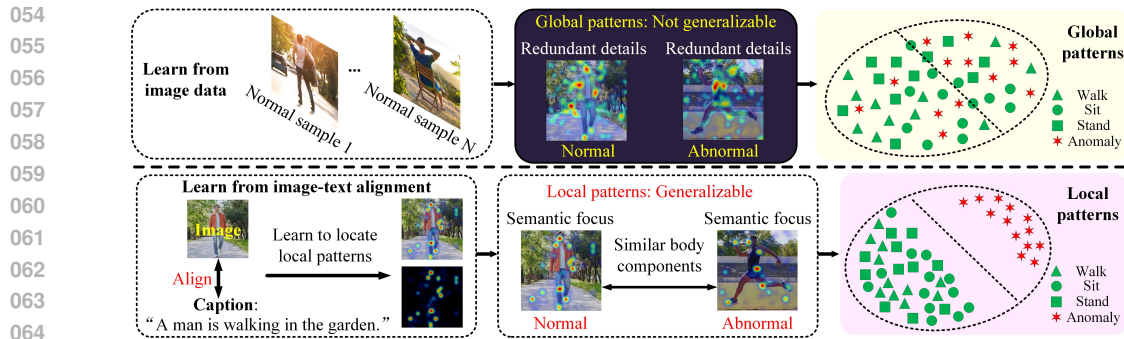 054
055
056
057
058
059
060
061
062
063
064
Learn from
image data
Normal sample 1
...
Normal sample N
Global patterns: Not generalizable
Redundant details Redundant details
Normal Abnormal
Global
patterns
Walk
Sit
Stand
Anomaly
Learn from image-text alignment
Image
Align
Learn to locate
local patterns
Caption:
“A man is walking in the garden.”
Local patterns: Generalizable
Semantic focus Semantic focus
Similar body
components
Normal Abnormal
Local
patterns
Walk
Sit
Stand
Anomaly